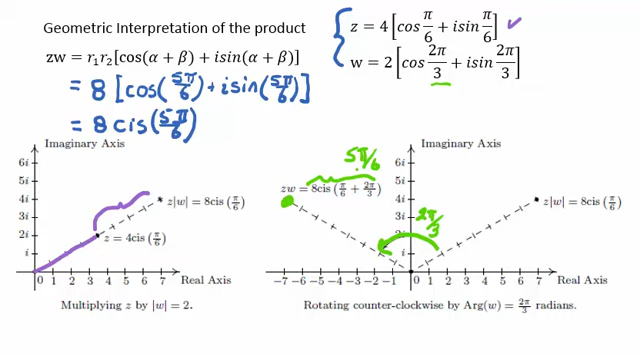 Geometric Interpretation of the product
zw = r₁r₂[cos(α + β) + isin(α + β)]
= 8 [cos(5π/6) + isin(5π/6)]
= 8 cis(5π/6)
z = 4 [cos π/6 + isin π/6]
w = 2 [cos 2π/3 + isin 2π/3]
Imaginary Axis
6i
5i
4i
3i
2i
i
z|w| = 8cis (π/6)
z = 4cis (π/6)
0 1 2 3 4 5 6 7
Real Axis
Multiplying z by |w| = 2.
Imaginary Axis
5π/6
zw = 8cis (π/6 + 2π/3)
6i
5i
4i
3i
2i
i
2π/3
z|w| = 8cis (π/6)
−7 −6 −5 −4 −3 −2 −1 0 1 2 3 4 5 6 7
Real Axis
Rotating counter-clockwise by Arg(w) = 2π/3 radians.